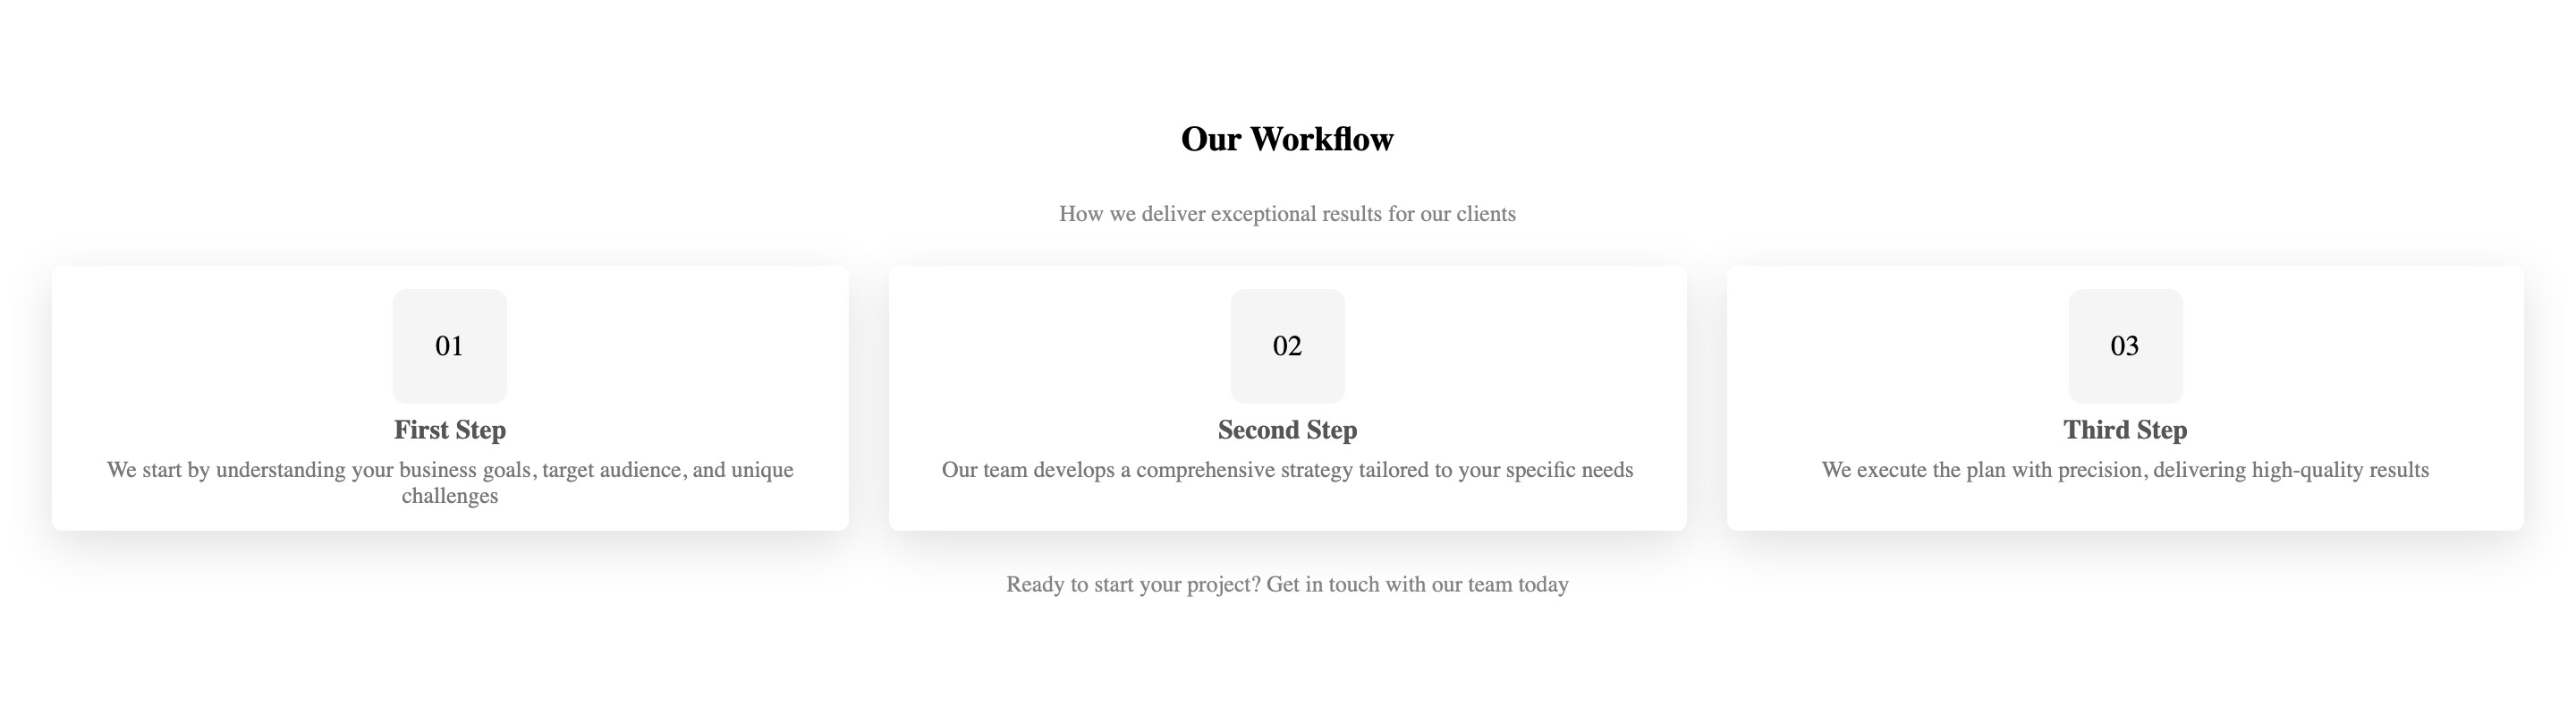 Our Workflow
How we deliver exceptional results for our clients
01
First Step
We start by understanding your business goals, target audience, and unique
challenges
02
Second Step
Our team develops a comprehensive strategy tailored to your specific needs
03
Third Step
We execute the plan with precision, delivering high-quality results
Ready to start your project? Get in touch with our team today